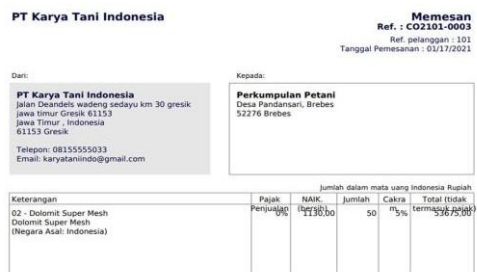 PT Karya Tani Indonesia
Memesan
Ref. : CO2101-0003
Ref. pelanggan : 101
Tanggal Pemesanan : 01/17/2021
Dari:
Kepada:
PT Karya Tani Indonesia
Jalan Deandels wadeng sedayu km 30 gresik
jawa timur Gresik 61153
Jawa Timur , Indonesia
61153 Gresik
Telepon: 08155555033
Email: karyataniindo@gmail.com
Perkumpulan Petani
Desa Pandansari, Brebes
52276 Brebes
Jumlah dalam mata uang Indonesia Rupiah
Keterangan Pajak Penjualan NAIK. (bersih) Jumlah Cakra m Total (tidak termasuk pajak)
02 - Dolomit Super Mesh 0% 1130,00 50 5% 53675,00
Dolomit Super Mesh
(Negara Asal: Indonesia)